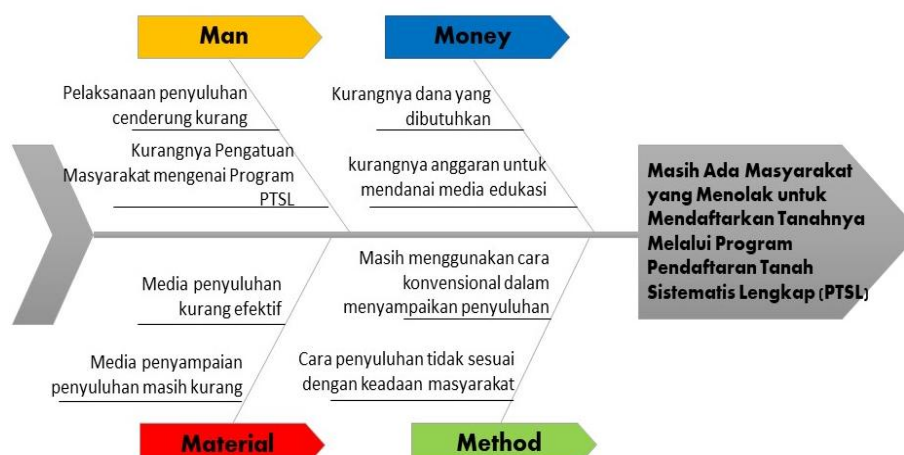 Man
Money
Pelaksanaan penyuluhan
cenderung kurang
Kurangnya Pengatuan
Masyarakat mengenai Program
PTSL
Kurangnya dana yang
dibutuhkan
kurangnya anggaran untuk
mendanai media edukasi
Masih Ada Masyarakat
yang Menolak untuk
Mendaftarkan Tanahnya
Melalui Program
Pendaftaran Tanah
Sistematis Lengkap (PTSL)
Media penyuluhan
kurang efektif
Media penyampaian
penyuluhan masih kurang
Masih menggunakan cara
konvensional dalam
menyampaikan penyuluhan
Cara penyuluhan tidak sesuai
dengan keadaan masyarakat
Material
Method